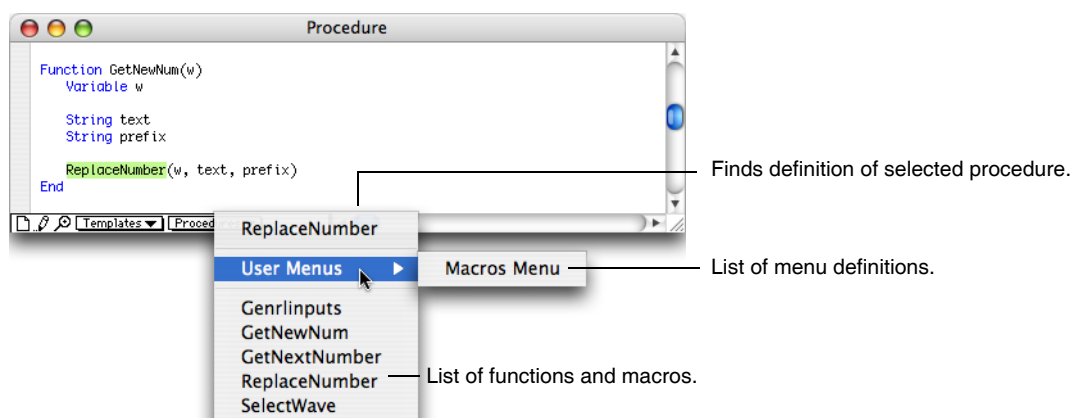 Procedure
Function GetNewNum(w)
Variable w
String text
String prefix
ReplaceNumber(w, text, prefix)
End
Finds definition of selected procedure.
Templates
Proced
ReplaceNumber
User Menus
Macros Menu
List of menu definitions.
Genrlinputs
GetNewNum
GetNextNumber
ReplaceNumber
List of functions and macros.
SelectWave